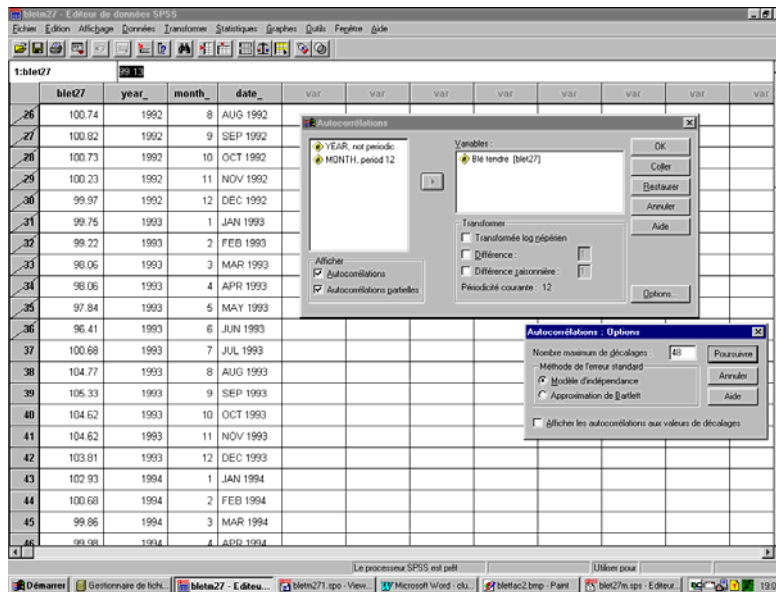 bletm27 - Editeur de données SPSS
Fichier Édition Affichage Données Transformer Statistiques Graphes Outils Fenêtre Aide
1:blet27 99.13
blet27 year_ month_ date_ var var var var var var var
26 100.74 1992 8 AUG 1992
27 100.82 1992 9 SEP 1992
28 100.73 1992 10 OCT 1992
29 100.23 1992 11 NOV 1992
30 99.97 1992 12 DEC 1992
31 99.75 1993 1 JAN 1993
32 99.22 1993 2 FEB 1993
33 98.06 1993 3 MAR 1993
34 98.06 1993 4 APR 1993
35 97.84 1993 5 MAY 1993
36 96.41 1993 6 JUN 1993
37 100.68 1993 7 JUL 1993
38 104.77 1993 8 AUG 1993
39 105.33 1993 9 SEP 1993
40 104.62 1993 10 OCT 1993
41 104.62 1993 11 NOV 1993
42 103.81 1993 12 DEC 1993
43 102.93 1994 1 JAN 1994
44 100.68 1994 2 FEB 1994
45 99.86 1994 3 MAR 1994
46 99.98 1994 4 APR 1994
Autocorrélations
YEAR, not periodic
MONTH, period 12
Variables :
Blé tendre [blet27]
OK
Coller
Restaurer
Annuler
Aide
Transformer
Transformée log népérien
Différence : 1
Différence saisonnière : 1
Périodicité courante : 12
Afficher
Autocorrélations
Autocorrélations partielles
Options...
Autocorrélations : Options
Nombre maximum de décalages : 48
Poursuivre
Annuler
Aide
Méthode de l'erreur standard
Modèle d'indépendance
Approximation de Bartlett
Afficher les autocorrélations aux valeurs de décalages
Le processeur SPSS est prêt
Utiliser pour
Démarrer
Gestionnaire de fichi...
bletm27 - Editeu...
bletm271.spo - View...
Microsoft Word - clu...
bletfac2.bmp - Paint
blet27m.sps - Editeur...